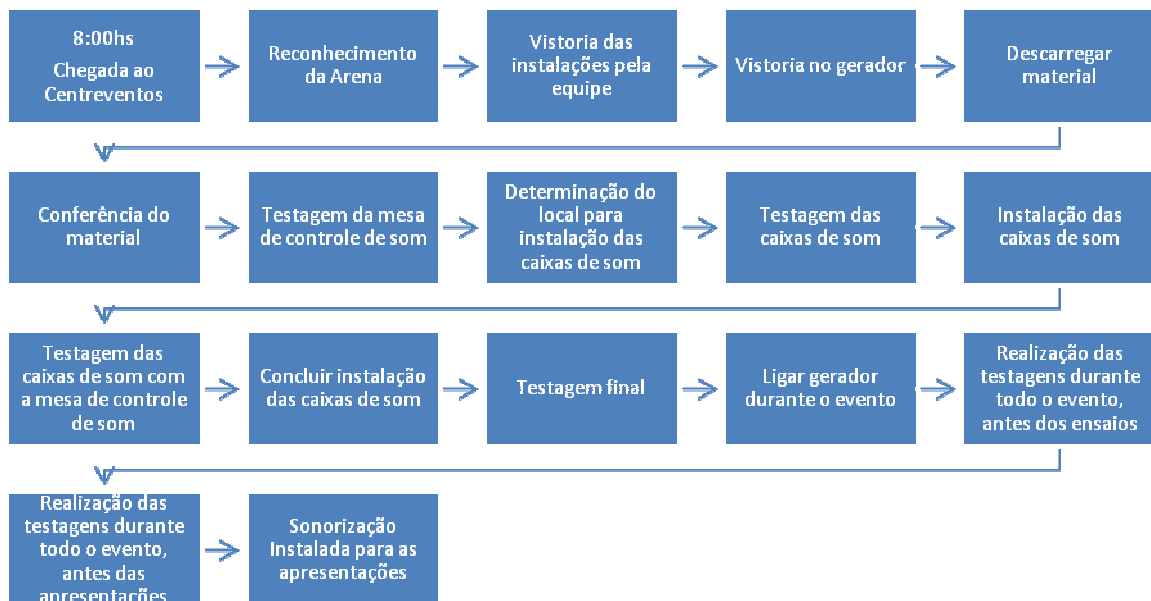 8:00hs
Chegada ao
Centreventos
Reconhecimento
da Arena
Vistoria das
instalações pela
equipe
Vistoria no gerador
Descarregar
material
Conferência do
material
Testagem da mesa
de controle de som
Determinação do
local para
instalação das
caixas de som
Testagem das
caixas de som
Instalação das
caixas de som
Testagem das
caixas de som com
a mesa de controle
de som
Concluir instalação
das caixas de som
Testagem final
Ligar gerador
durante o evento
Realização das
testagens durante
todo o evento,
antes dos ensaios
Realização das
testagens durante
todo o evento,
antes das
apresentações
Sonorização
Instalada para as
apresentações